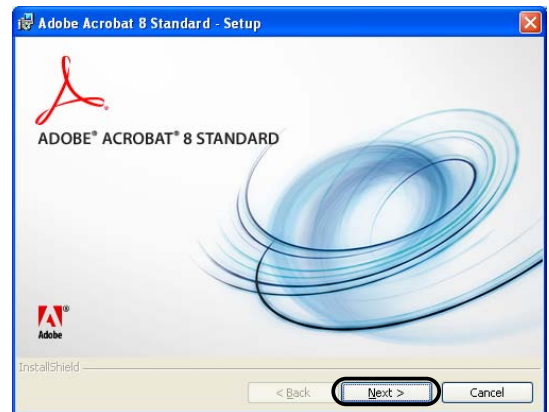 Adobe Acrobat 8 Standard - Setup
ADOBE® ACROBAT® 8 STANDARD
Adobe
InstallShield
< Back Next > Cancel